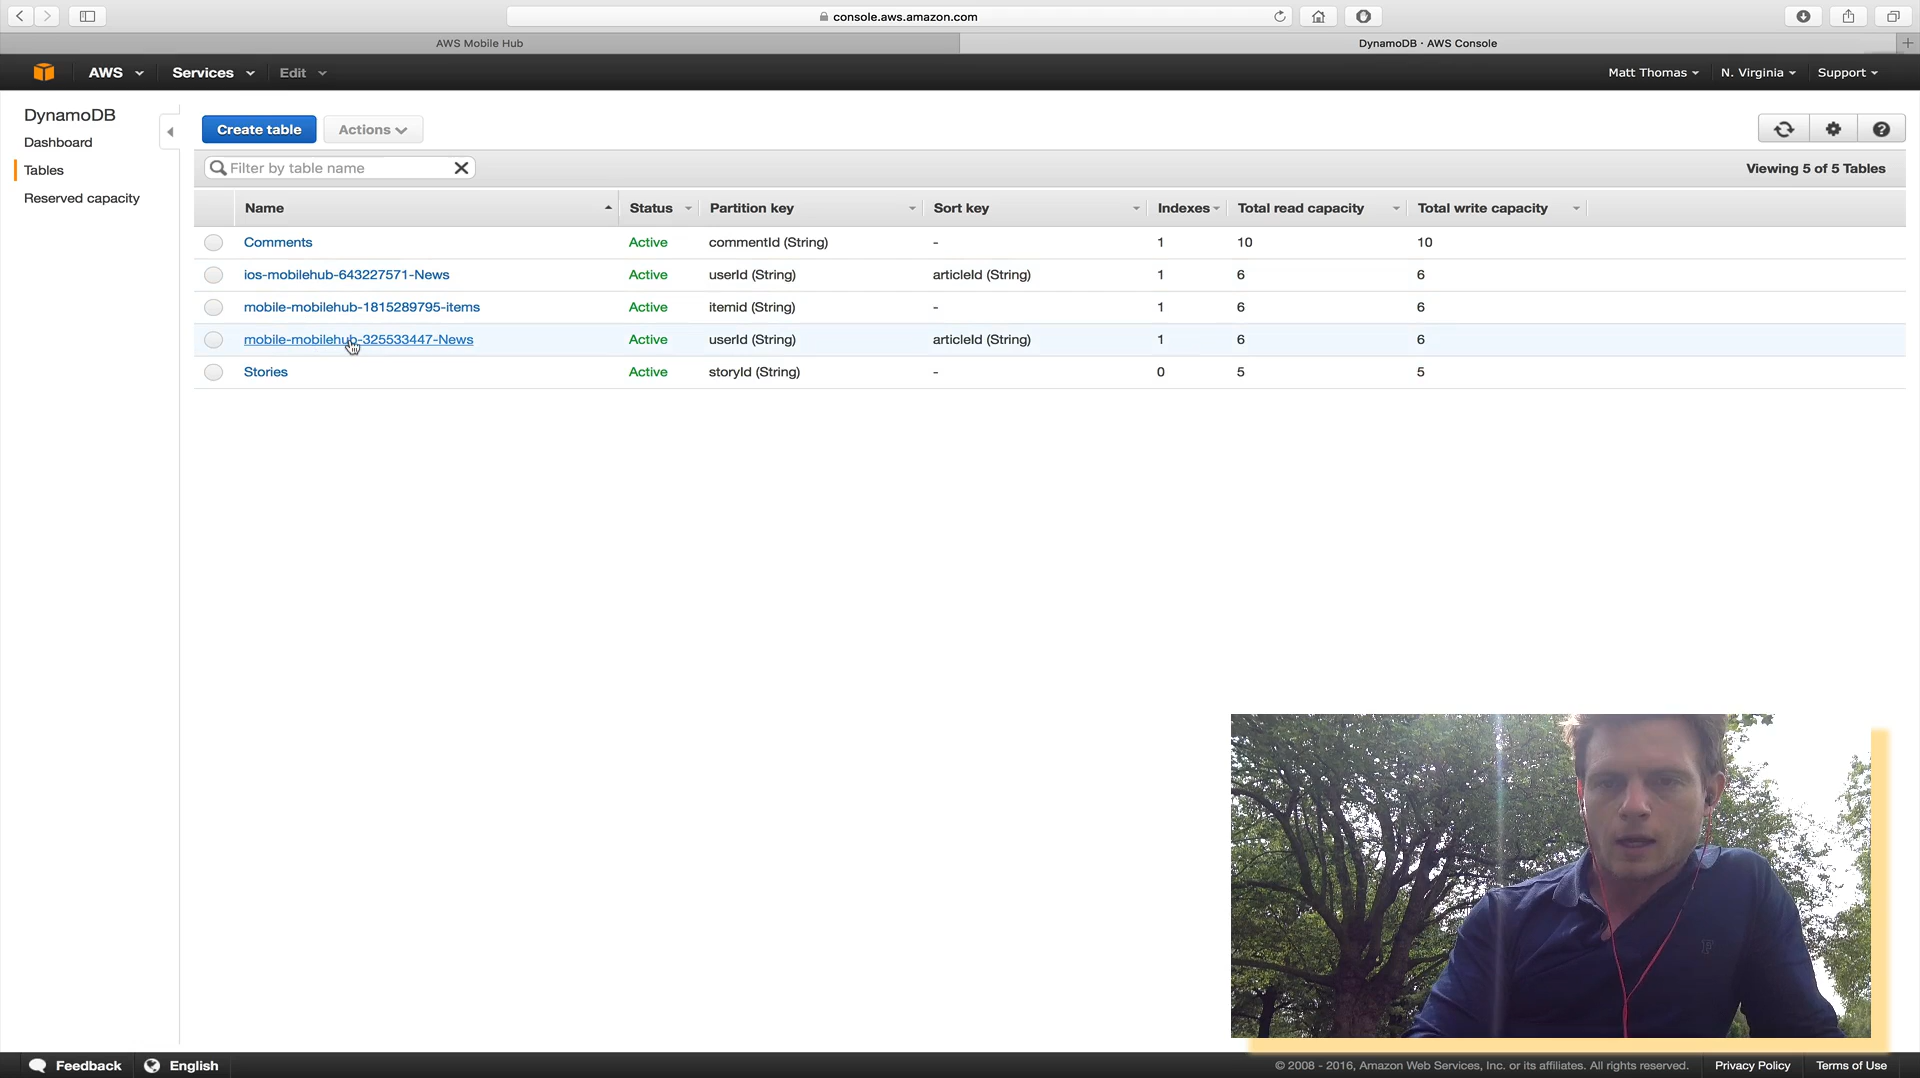 console.aws.amazon.com
AWS Mobile Hub
DynamoDB · AWS Console
AWS Services Edit Matt Thomas N. Virginia Support
DynamoDB
Dashboard
Tables
Reserved capacity
Create table Actions
Filter by table name Viewing 5 of 5 Tables
Name Status Partition key Sort key Indexes Total read capacity Total write capacity
Comments Active commentId (String) - 1 10 10
ios-mobilehub-643227571-News Active userId (String) articleId (String) 1 6 6
mobile-mobilehub-1815289795-items Active itemid (String) - 1 6 6
mobile-mobilehub-325533447-News Active userId (String) articleId (String) 1 6 6
Stories Active storyId (String) - 0 5 5
F
Feedback English © 2008 - 2016, Amazon Web Services, Inc. or its affiliates. All rights reserved. Privacy Policy Terms of Use